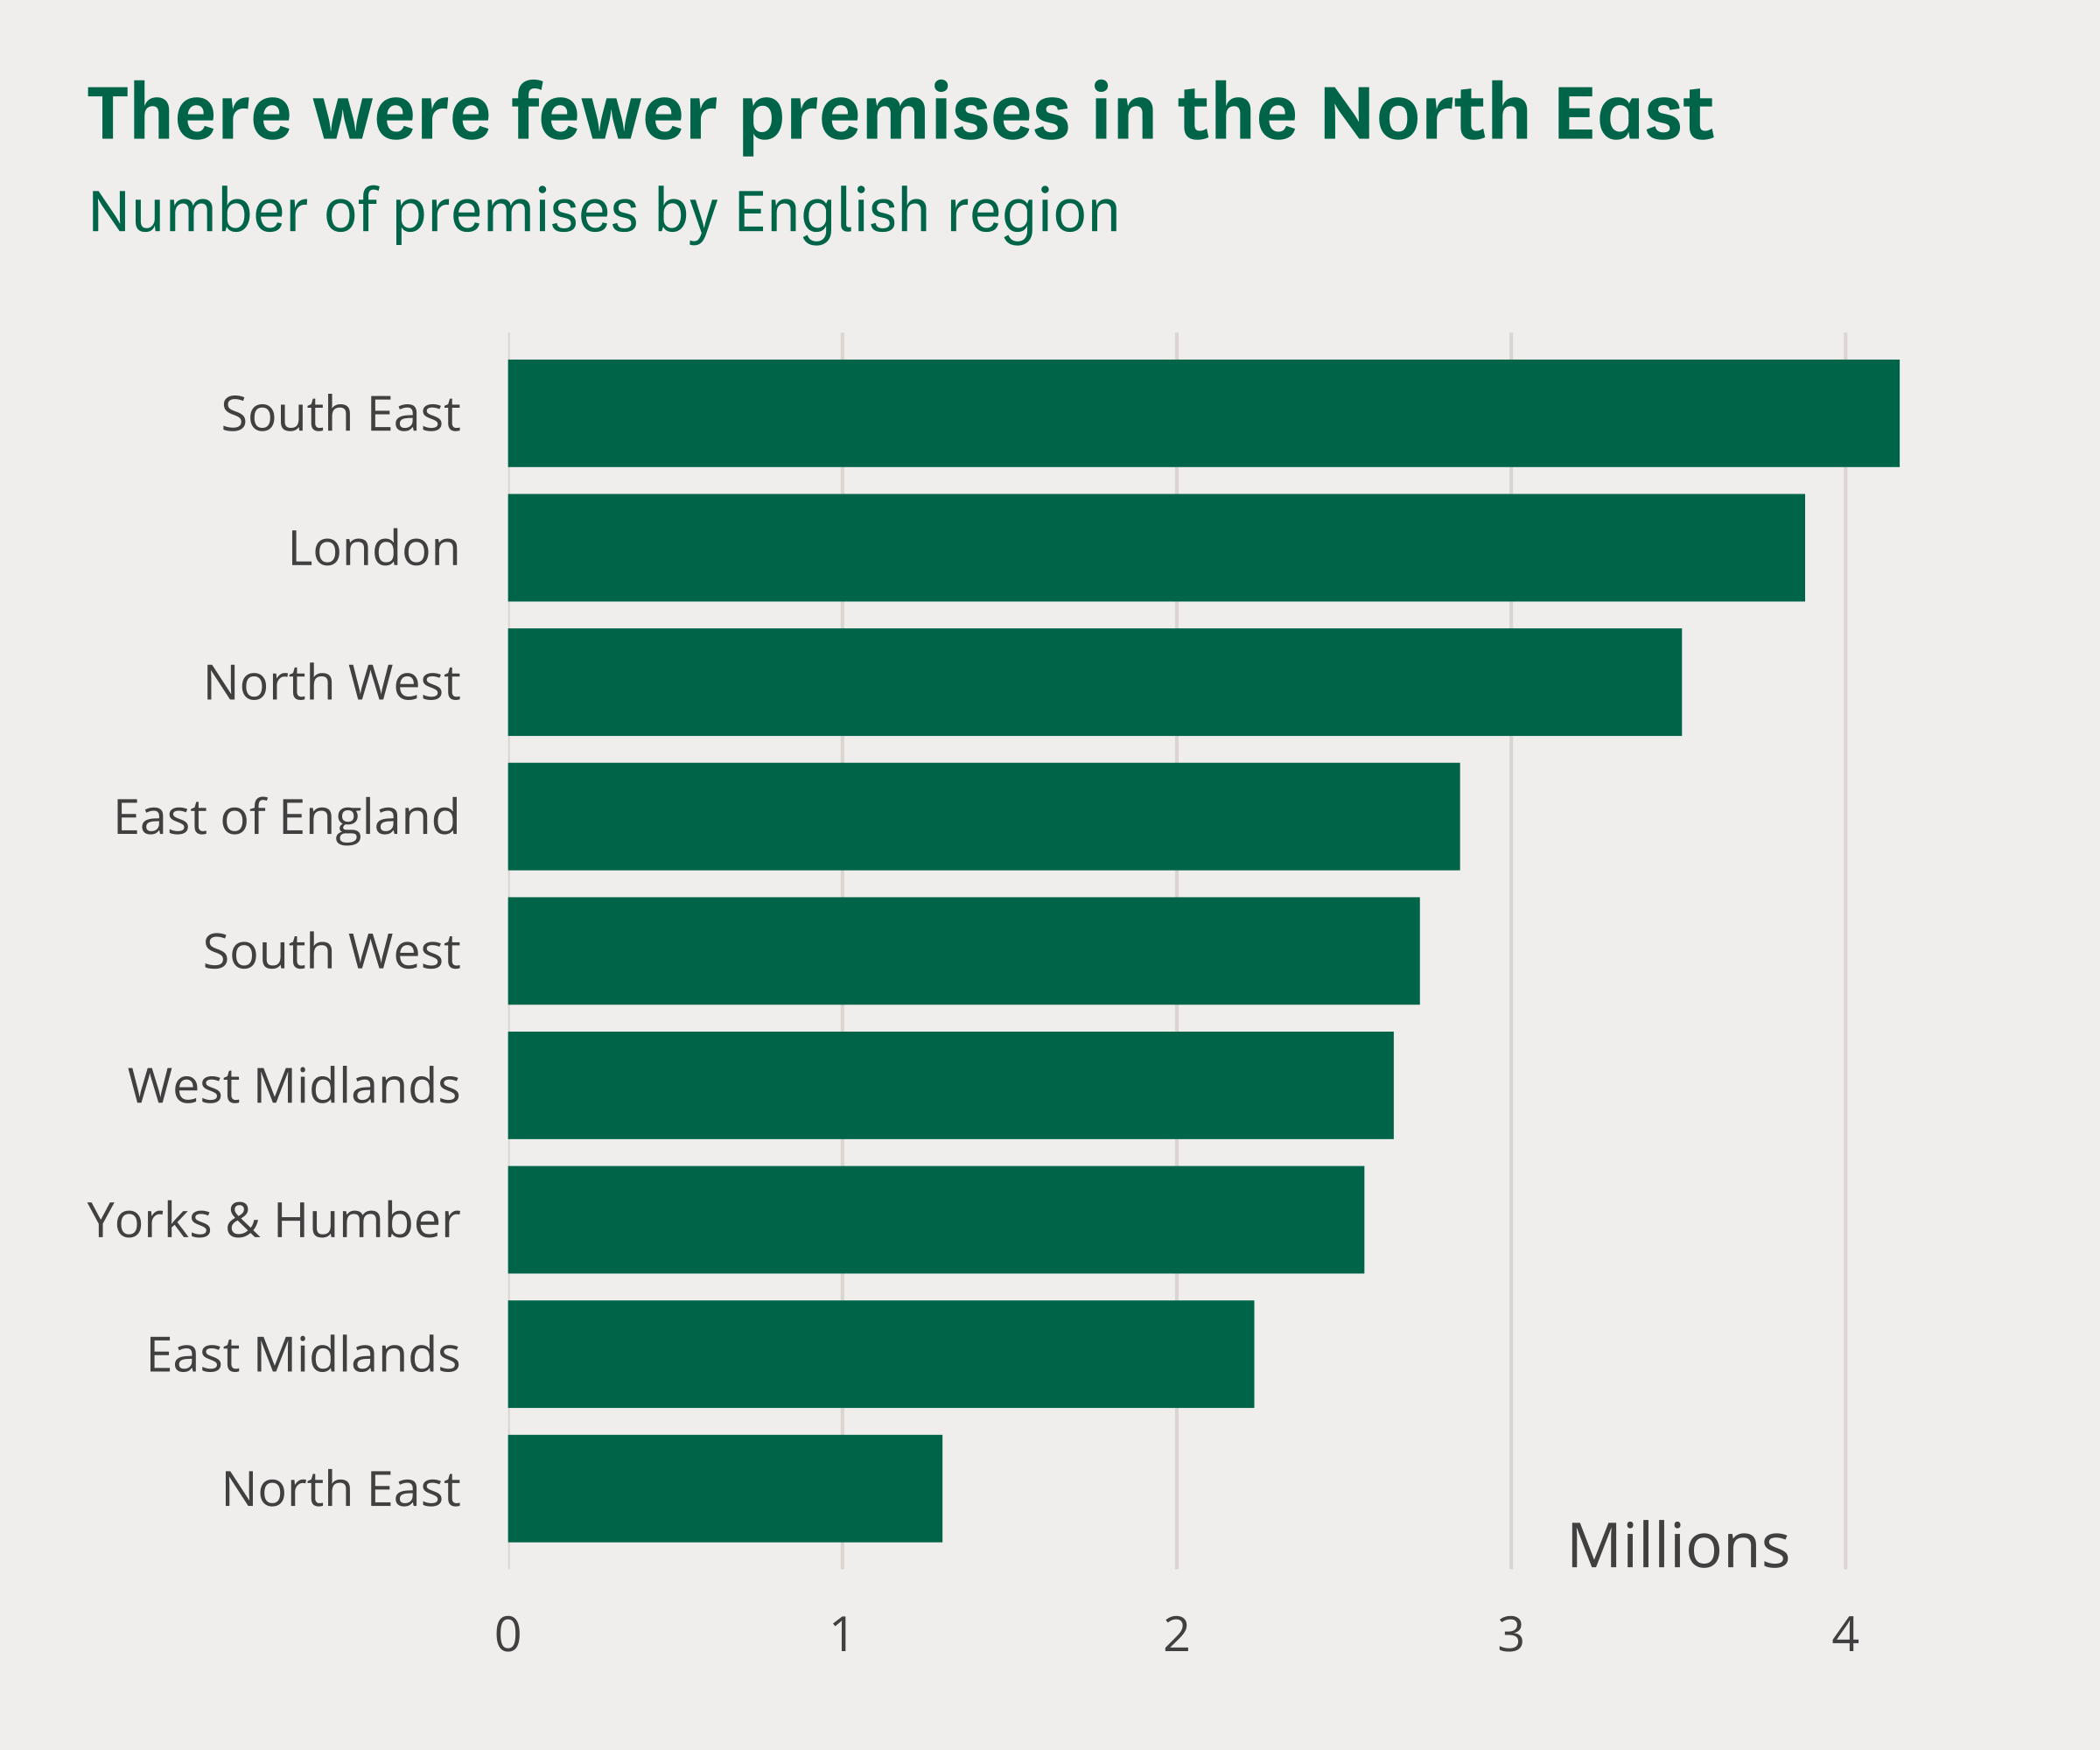 There were fewer premises in the North East
Number of premises by English region
South East
London
North West
East of England
South West
West Midlands
Yorks & Humber
East Midlands
North East
Millions
0 1 2 3 4